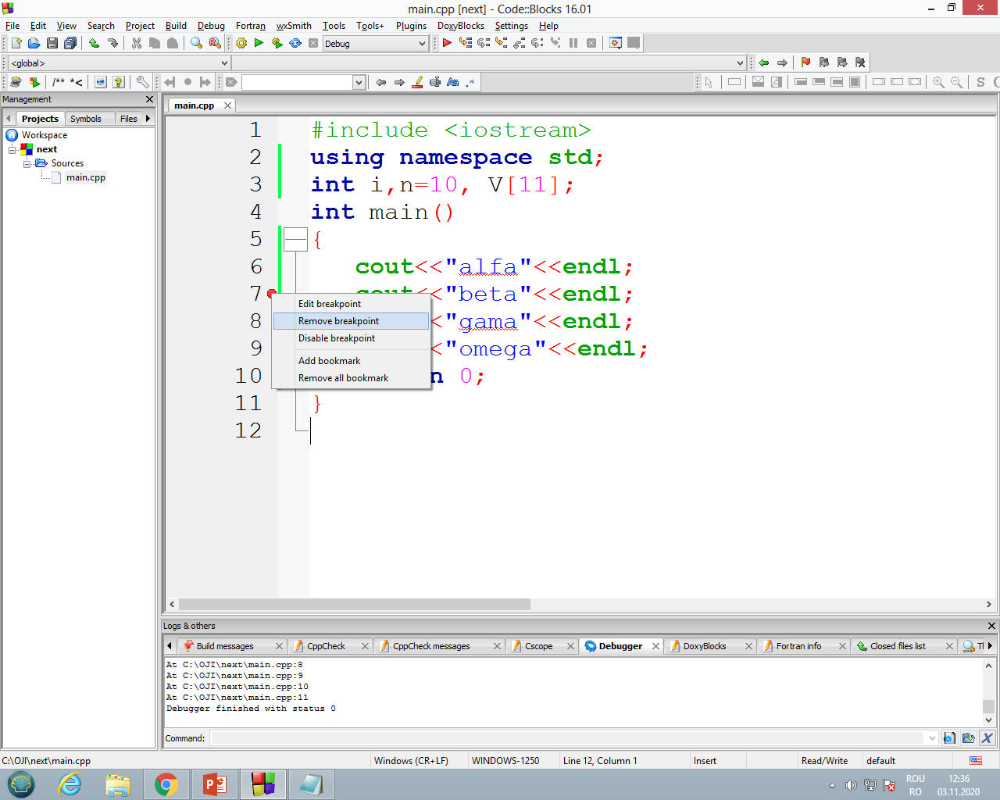 main.cpp [next] - Code::Blocks 16.01
File Edit View Search Project Build Debug Fortran wxSmith Tools Tools+ Plugins DoxyBlocks Settings Help
Debug
<global>
/** *<
Aa .*
S
Management
Projects Symbols Files
Workspace
next
Sources
main.cpp
main.cpp
1 #include <iostream>
2 using namespace std;
3 int i,n=10, V[11];
4 int main()
5 {
6 cout<<"alfa"<<endl;
7 cout<<"beta"<<endl;
8 <"gama"<<endl;
9 <"omega"<<endl;
10 n 0;
11 }
12
Edit breakpoint
Remove breakpoint
Disable breakpoint
Add bookmark
Remove all bookmark
Logs & others
Build messages CppCheck CppCheck messages Cscope Debugger DoxyBlocks Fortran info Closed files list Tl
At C:\OJI\next\main.cpp:8
At C:\OJI\next\main.cpp:9
At C:\OJI\next\main.cpp:10
At C:\OJI\next\main.cpp:11
Debugger finished with status 0
Command:
C:\OJI\next\main.cpp Windows (CR+LF) WINDOWS-1250 Line 12, Column 1 Insert Read/Write default
ROU 12:36
RO 03.11.2020